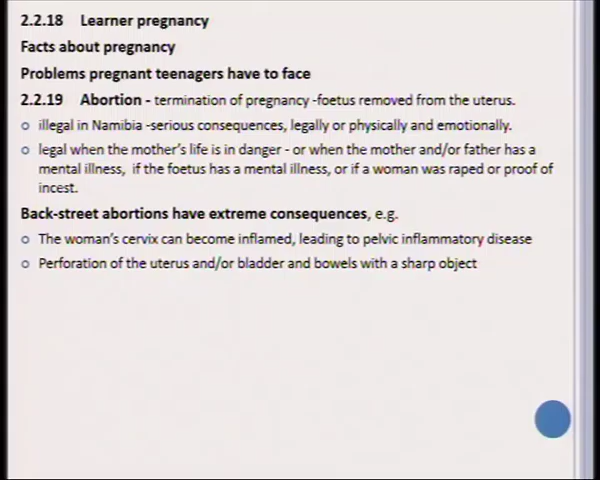 2.2.18 Learner pregnancy
Facts about pregnancy
Problems pregnant teenagers have to face
2.2.19 Abortion - termination of pregnancy -foetus removed from the uterus.
illegal in Namibia -serious consequences, legally or physically and emotionally.
legal when the mother's life is in danger - or when the mother and/or father has a
mental illness, if the foetus has a mental illness, or if a woman was raped or proof of
incest.
Back-street abortions have extreme consequences, e.g.
The woman's cervix can become inflamed, leading to pelvic inflammatory disease
Perforation of the uterus and/or bladder and bowels with a sharp object